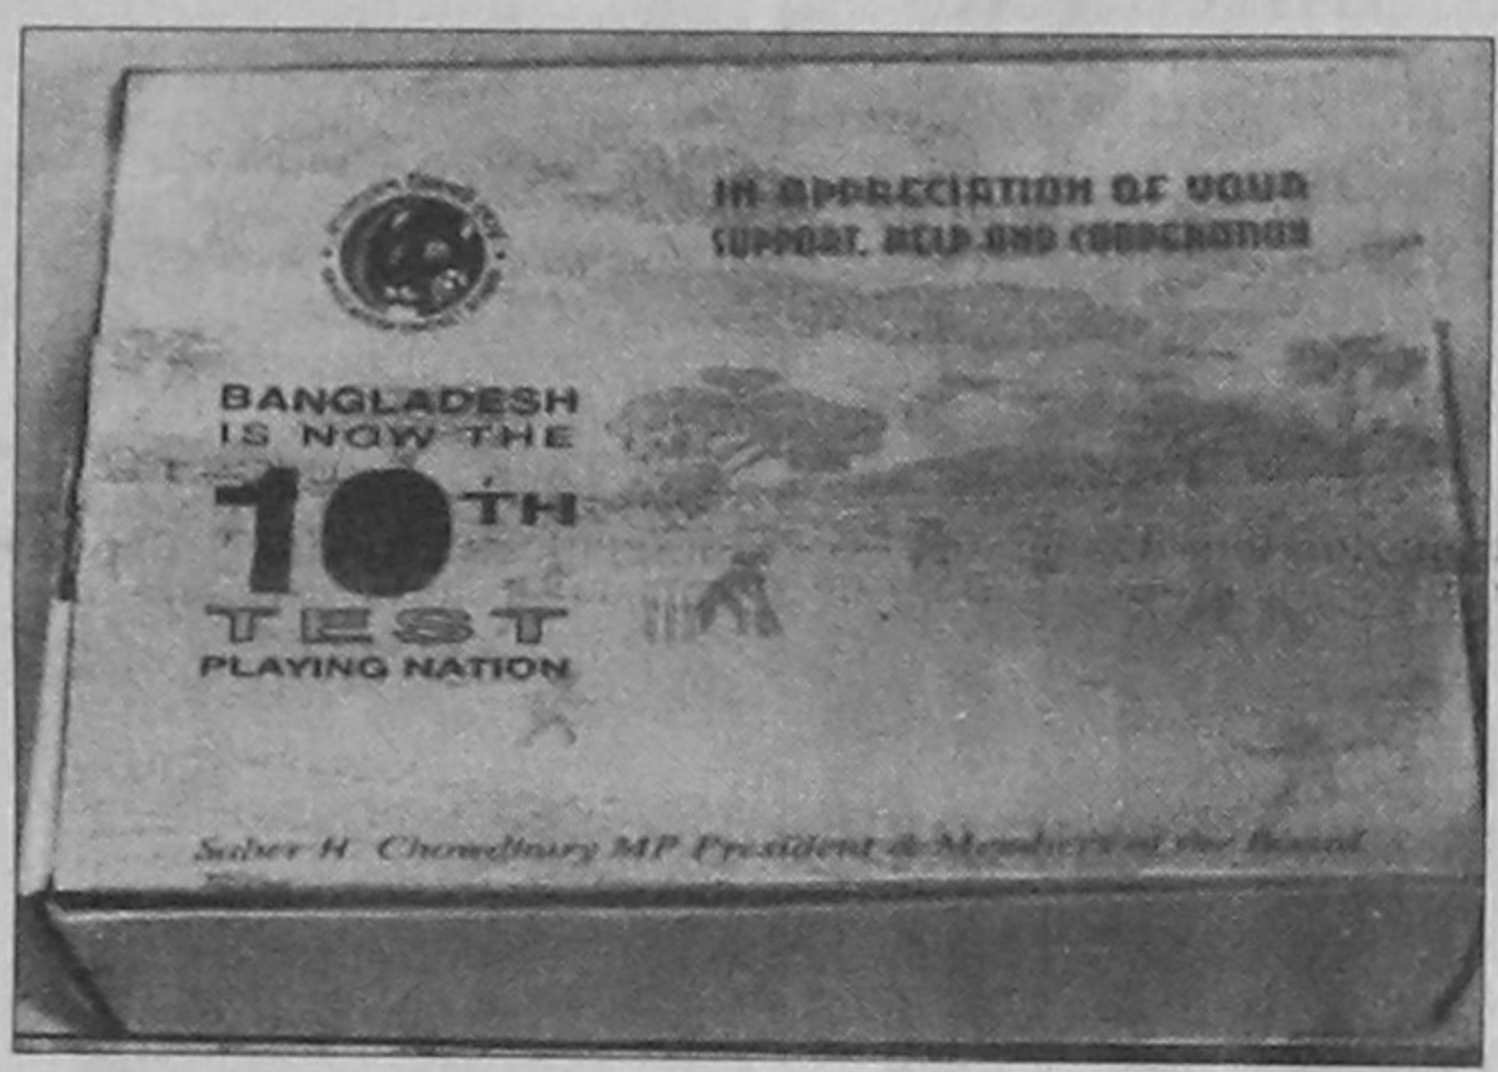 IN APPRECIATION OF YOUR
SUPPORT, HELP AND COOPERATION
BANGLADESH
IS NOW THE
10TH
TEST
PLAYING NATION
Saber H. Chowdhury MP President & Members of the Board